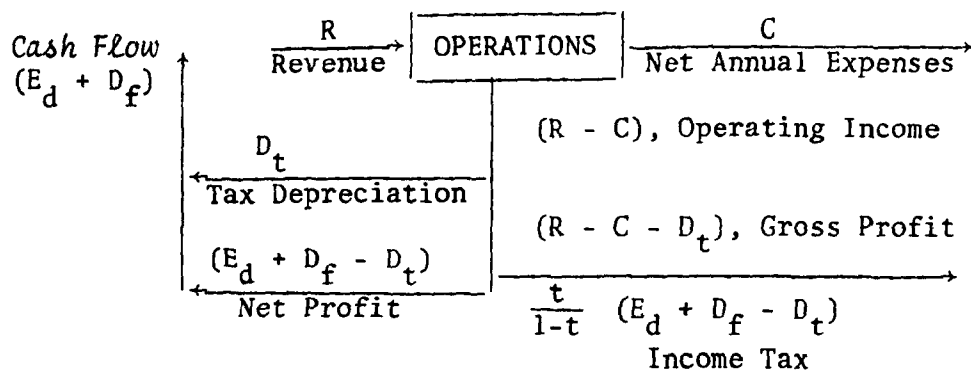 Cash Flow
(E_d + D_f)
R
Revenue
OPERATIONS
C
Net Annual Expenses
(R - C), Operating Income
D_t
Tax Depreciation
(R - C - D_t), Gross Profit
(E_d + D_f - D_t)
Net Profit
t/1-t (E_d + D_f - D_t)
Income Tax